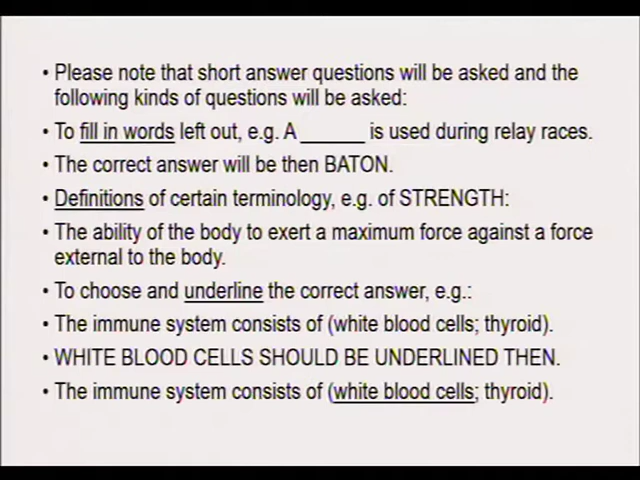 • Please note that short answer questions will be asked and the
following kinds of questions will be asked:
• To fill in words left out, e.g. A ______ is used during relay races.
• The correct answer will be then BATON.
• Definitions of certain terminology, e.g. of STRENGTH:
• The ability of the body to exert a maximum force against a force
external to the body.
• To choose and underline the correct answer, e.g.:
• The immune system consists of (white blood cells; thyroid).
• WHITE BLOOD CELLS SHOULD BE UNDERLINED THEN.
• The immune system consists of (white blood cells; thyroid).